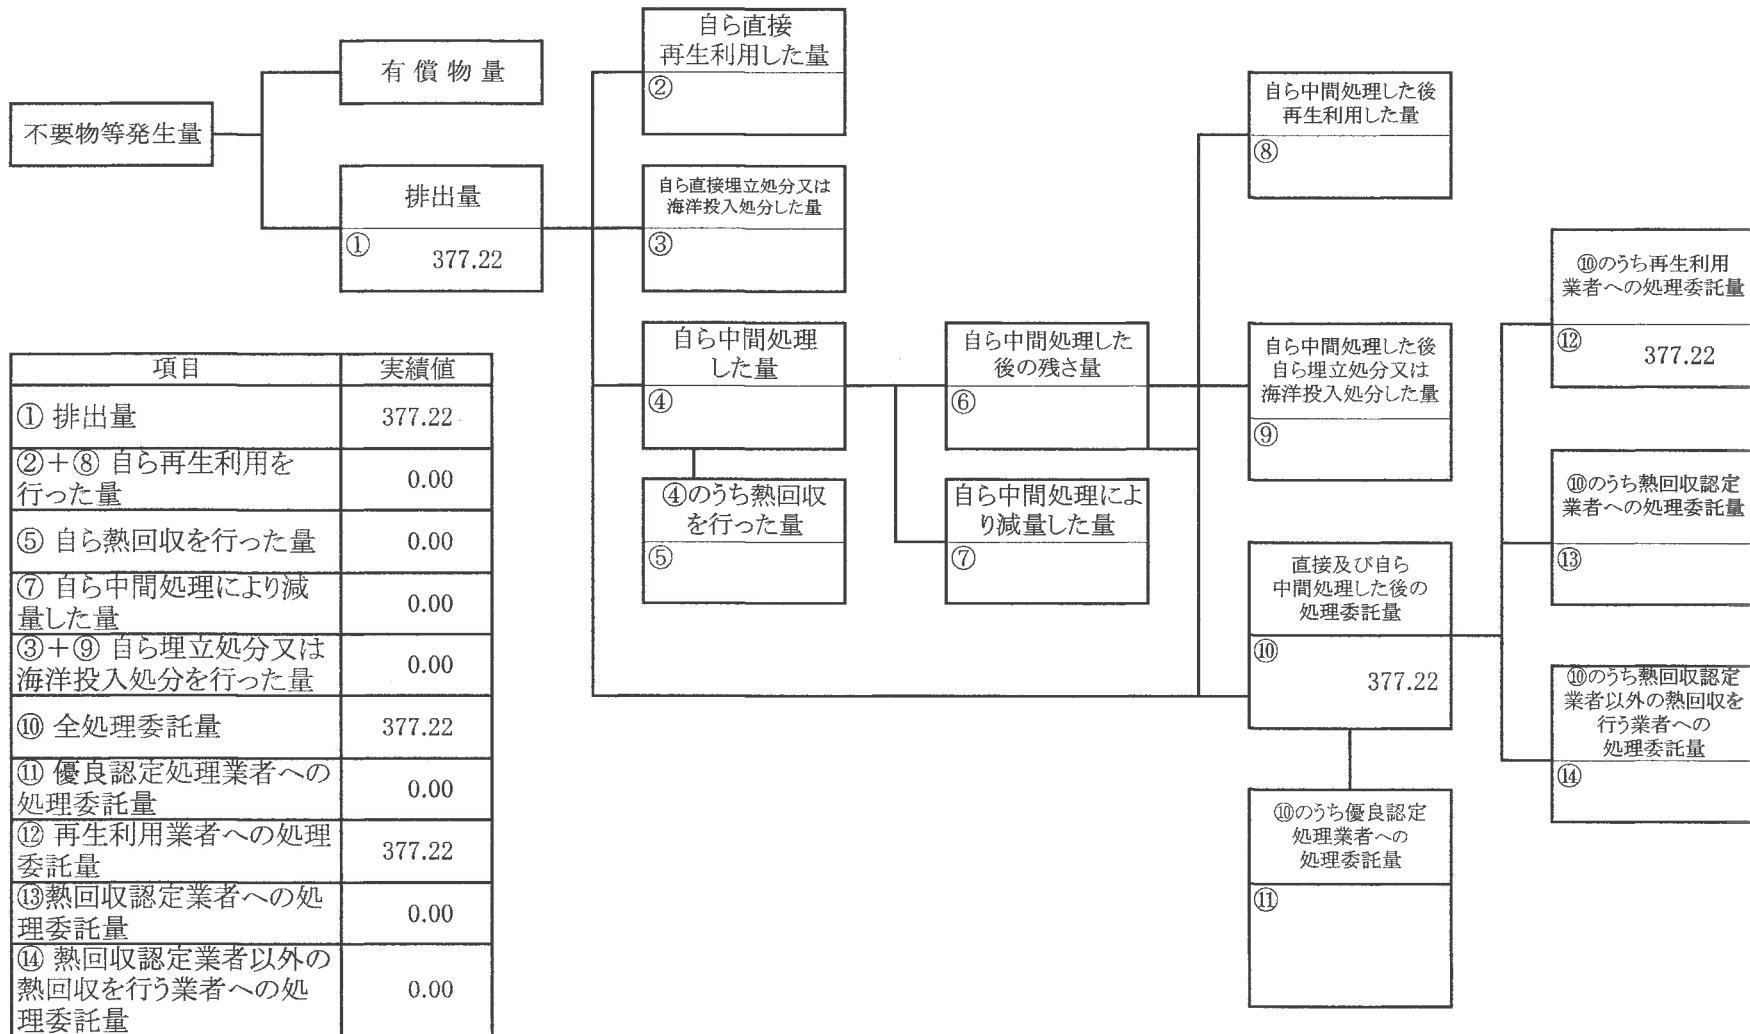 不要物等発生量
有償物量
排出量
①
377.22
自ら直接
再生利用した量
②
自ら直接埋立処分又は
海洋投入処分した量
③
自ら中間処理
した量
④
④のうち熱回収
を行った量
⑤
自ら中間処理した
後の残さ量
⑥
自ら中間処理によ
り減量した量
⑦
自ら中間処理した後
再生利用した量
⑧
自ら中間処理した後
自ら埋立処分又は
海洋投入処分した量
⑨
直接及び自ら
中間処理した後の
処理委託量
⑩
377.22
⑩のうち優良認定
処理業者への
処理委託量
⑪
⑩のうち再生利用
業者への処理委託量
⑫
377.22
⑩のうち熱回収認定
業者への処理委託量
⑬
⑩のうち熱回収認定
業者以外の熱回収を
行う業者への
処理委託量
⑭
項目 実績値
① 排出量 377.22
②+⑧ 自ら再生利用を
行った量 0.00
⑤ 自ら熱回収を行った量 0.00
⑦ 自ら中間処理により減
量した量 0.00
③+⑨ 自ら埋立処分又は
海洋投入処分を行った量 0.00
⑩ 全処理委託量 377.22
⑪ 優良認定処理業者への
処理委託量 0.00
⑫ 再生利用業者への処理
委託量 377.22
⑬熱回収認定業者への処
理委託量 0.00
⑭ 熱回収認定業者以外の
熱回収を行う業者への処
理委託量 0.00